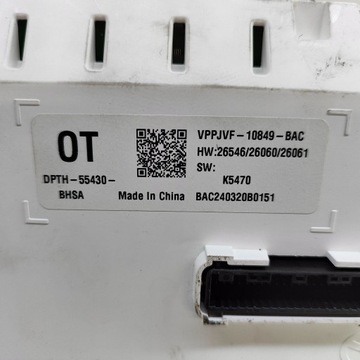 OT
VPPJVF-10849-BAC
HW:26546/26060/26061
SW:
K5470
DPTH-55430-
BHSA
Made In China BAC240320B0151